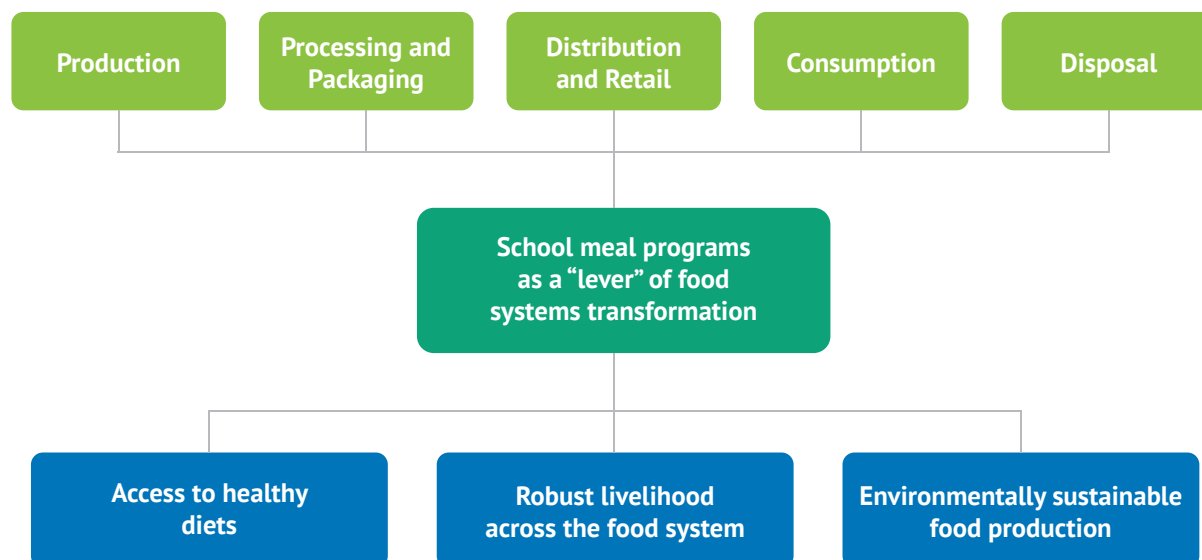 Production
Processing and
Packaging
Distribution
and Retail
Consumption
Disposal
School meal programs
as a “lever” of food
systems transformation
Access to healthy
diets
Robust livelihood
across the food system
Environmentally sustainable
food production